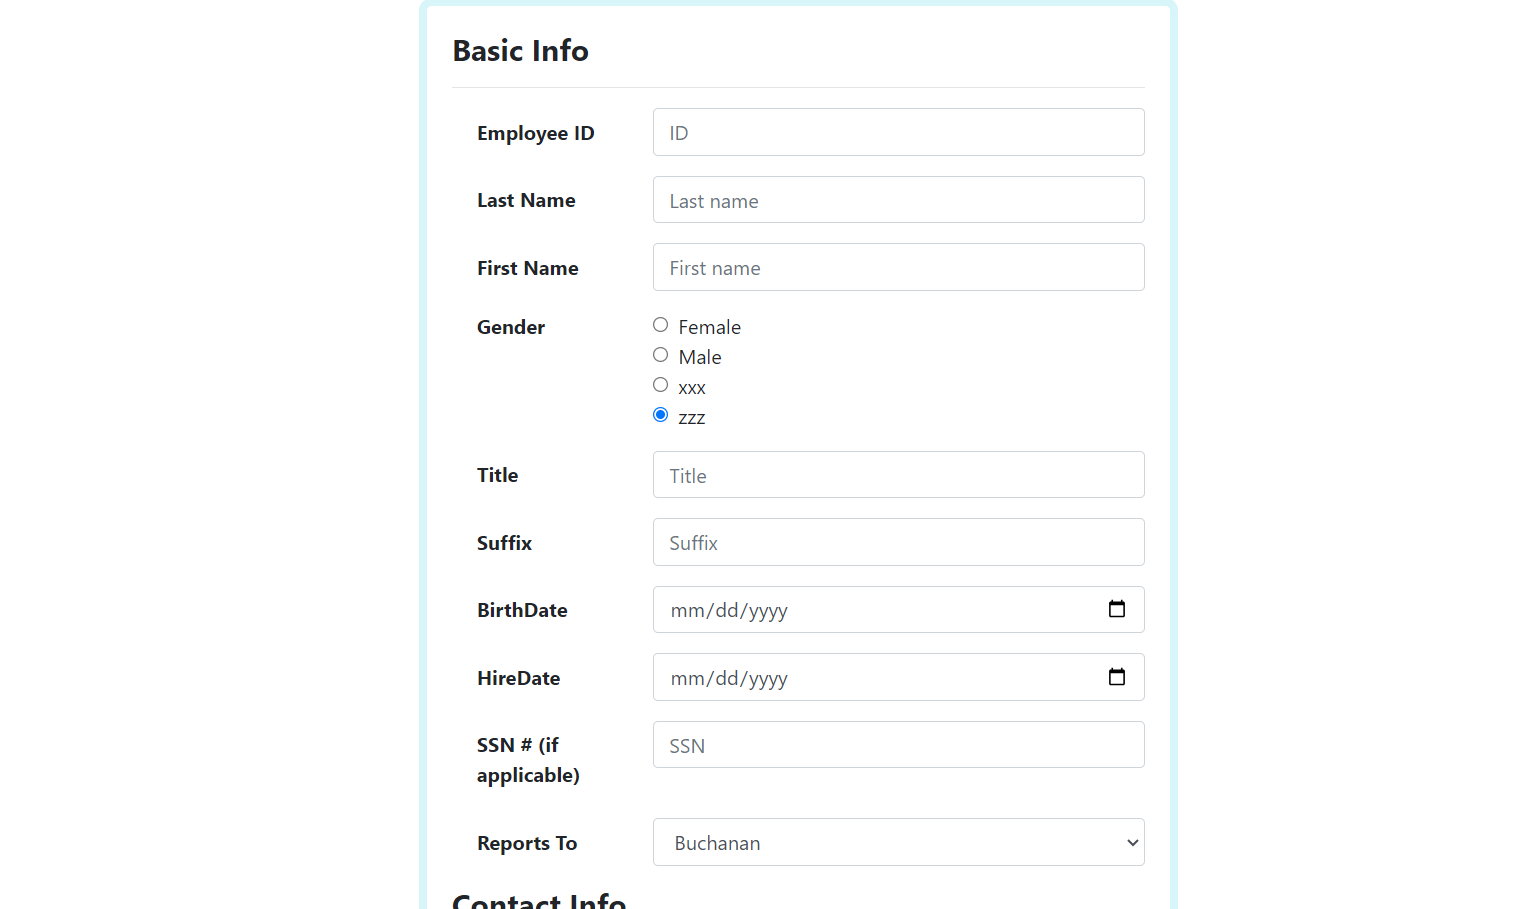 Basic Info
Employee ID
ID
Last Name
Last name
First Name
First name
Gender
Female
Male
xxx
zzz
Title
Title
Suffix
Suffix
BirthDate
mm/dd/yyyy
HireDate
mm/dd/yyyy
SSN # (if
applicable)
SSN
Reports To
Buchanan
Contact Info